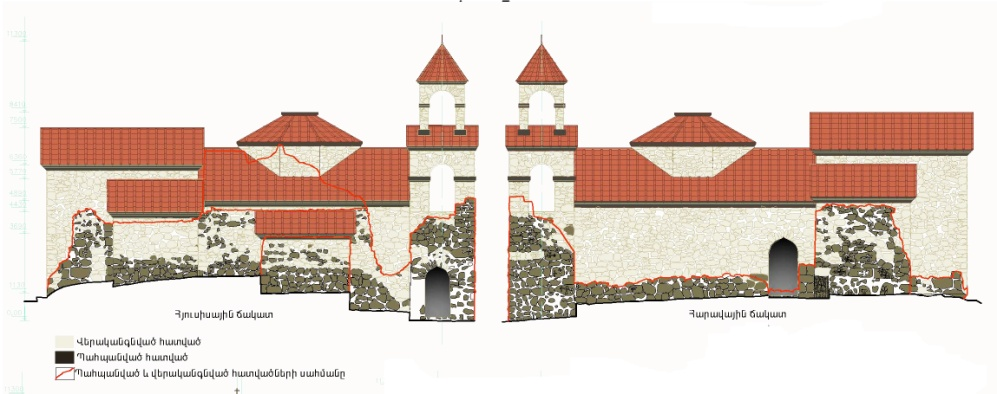 Հյուսիսային ճակատ
Հարավային ճակատ
Վերականգնված հատված
Պահպանված հատված
Պահպանված և վերականգնված հատվածների սահմանը